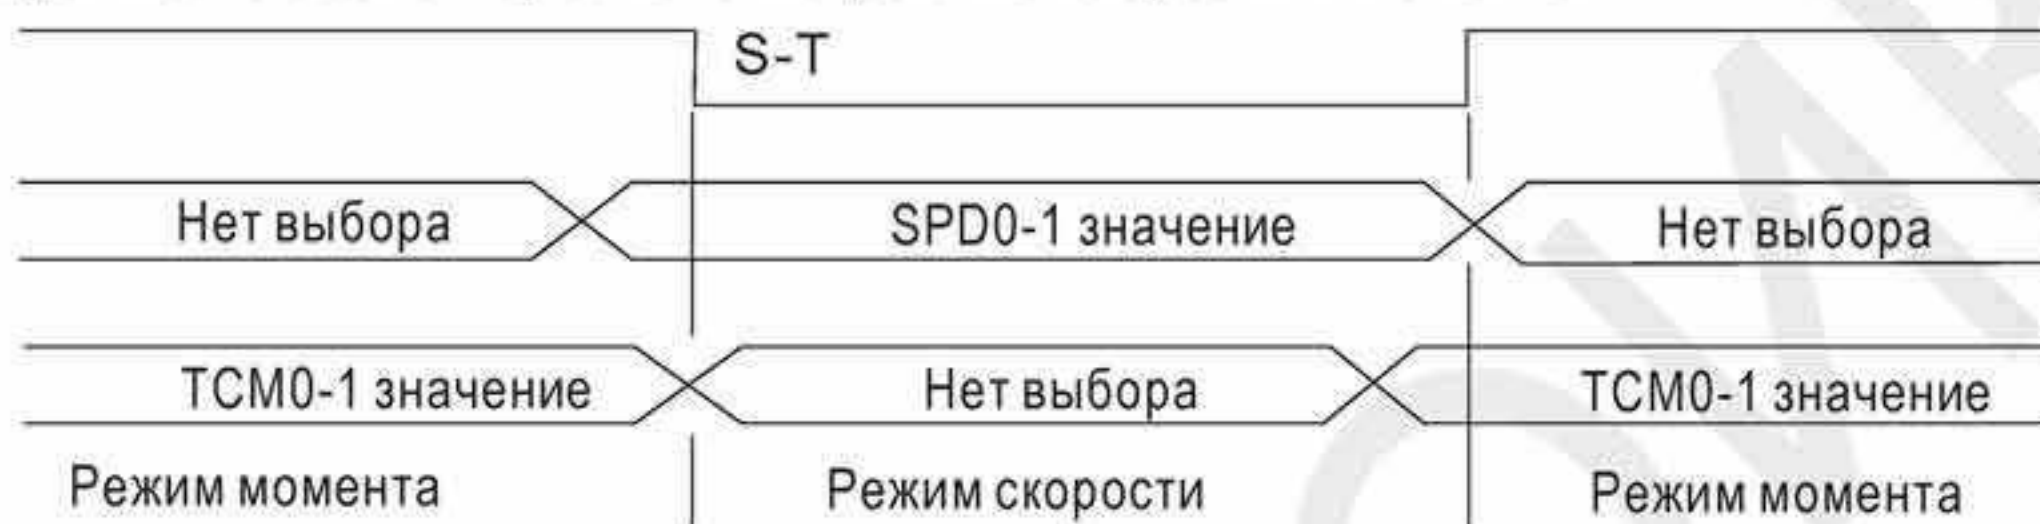 S-T
Нет выбора SPD0-1 значение Нет выбора
TCM0-1 значение Нет выбора TCM0-1 значение
Режим момента Режим скорости Режим момента